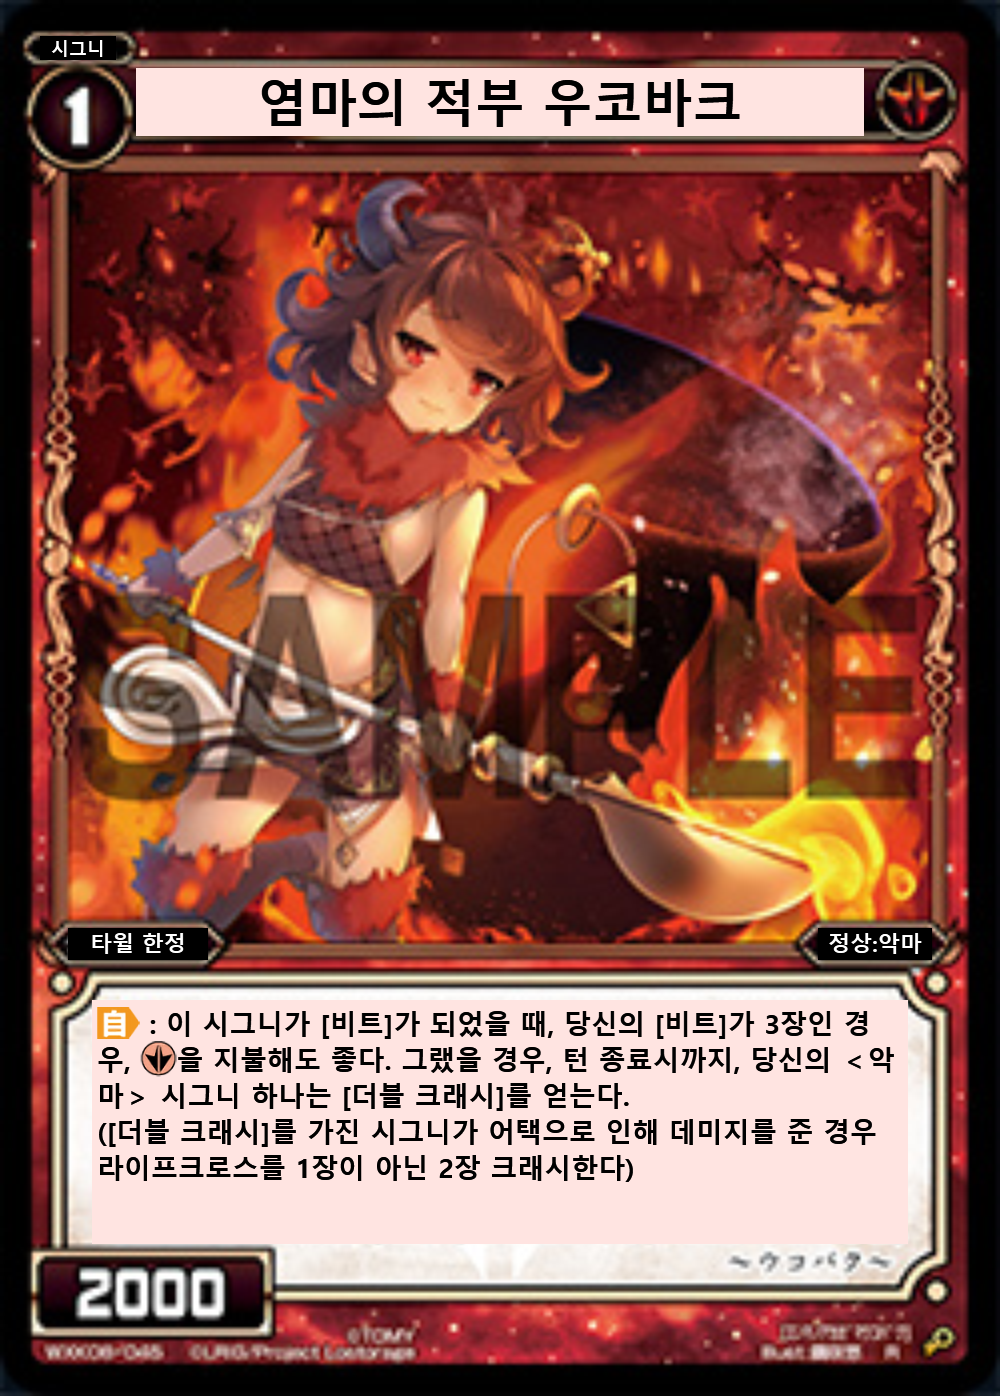 시그니
1
염마의 적부 우코바크
SAMPLE
타윌 한정
정상:악마
自 : 이 시그니가 [비트]가 되었을 때, 당신의 [비트]가 3장인 경
우, 을 지불해도 좋다. 그랬을 경우, 턴 종료시까지, 당신의 <악
마> 시그니 하나는 [더블 크래시]를 얻는다.
([더블 크래시]를 가진 시그니가 어택으로 인해 데미지를 준 경우
라이프크로스를 1장이 아닌 2장 크래시한다)
~ウコバク~
2000
©TOMY
©LRIG/Project Lostorage